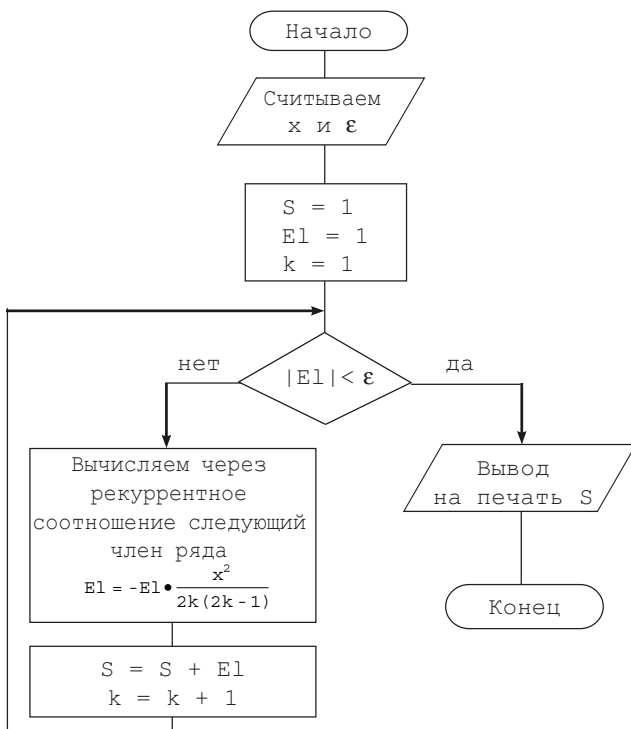 Начало
Считываем
x и ε
S = 1
El = 1
k = 1
|El|< ε
нет
да
Вычисляем через
рекуррентное
соотношение следующий
член ряда
El = -El • x² / 2k(2k-1)
S = S + El
k = k + 1
Вывод
на печать S
Конец